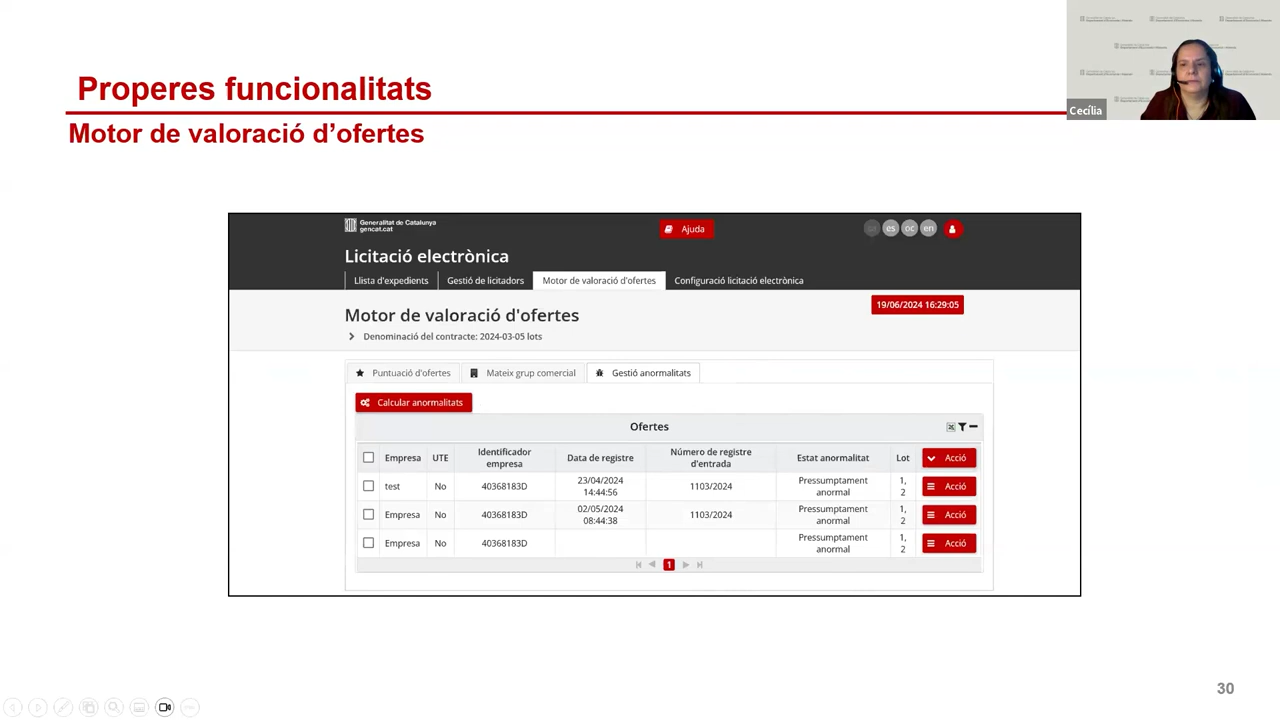 Properes funcionalitats
Motor de valoració d'ofertes
Cecília
Generalitat de Catalunya
gencat.cat
Ajuda
es oc en
Licitació electrònica
Llista d'expedients Gestió de licitadors Motor de valoració d'ofertes Configuració licitació electrònica
19/06/2024 16:29:05
Motor de valoració d'ofertes
Denominació del contracte: 2024-03-05 lots
Puntuació d'ofertes Mateix grup comercial Gestió anormalitats
Calcular anormalitats
Ofertes
Empresa UTE Identificador empresa Data de registre Número de registre d'entrada Estat anormalitat Lot Acció
test No 40368183D 23/04/2024 14:44:56 1103/2024 Pressumptament anormal 1, 2 Acció
Empresa No 40368183D 02/05/2024 08:44:38 1103/2024 Pressumptament anormal 1, 2 Acció
Empresa No 40368183D Pressumptament anormal 1, 2 Acció
1
30